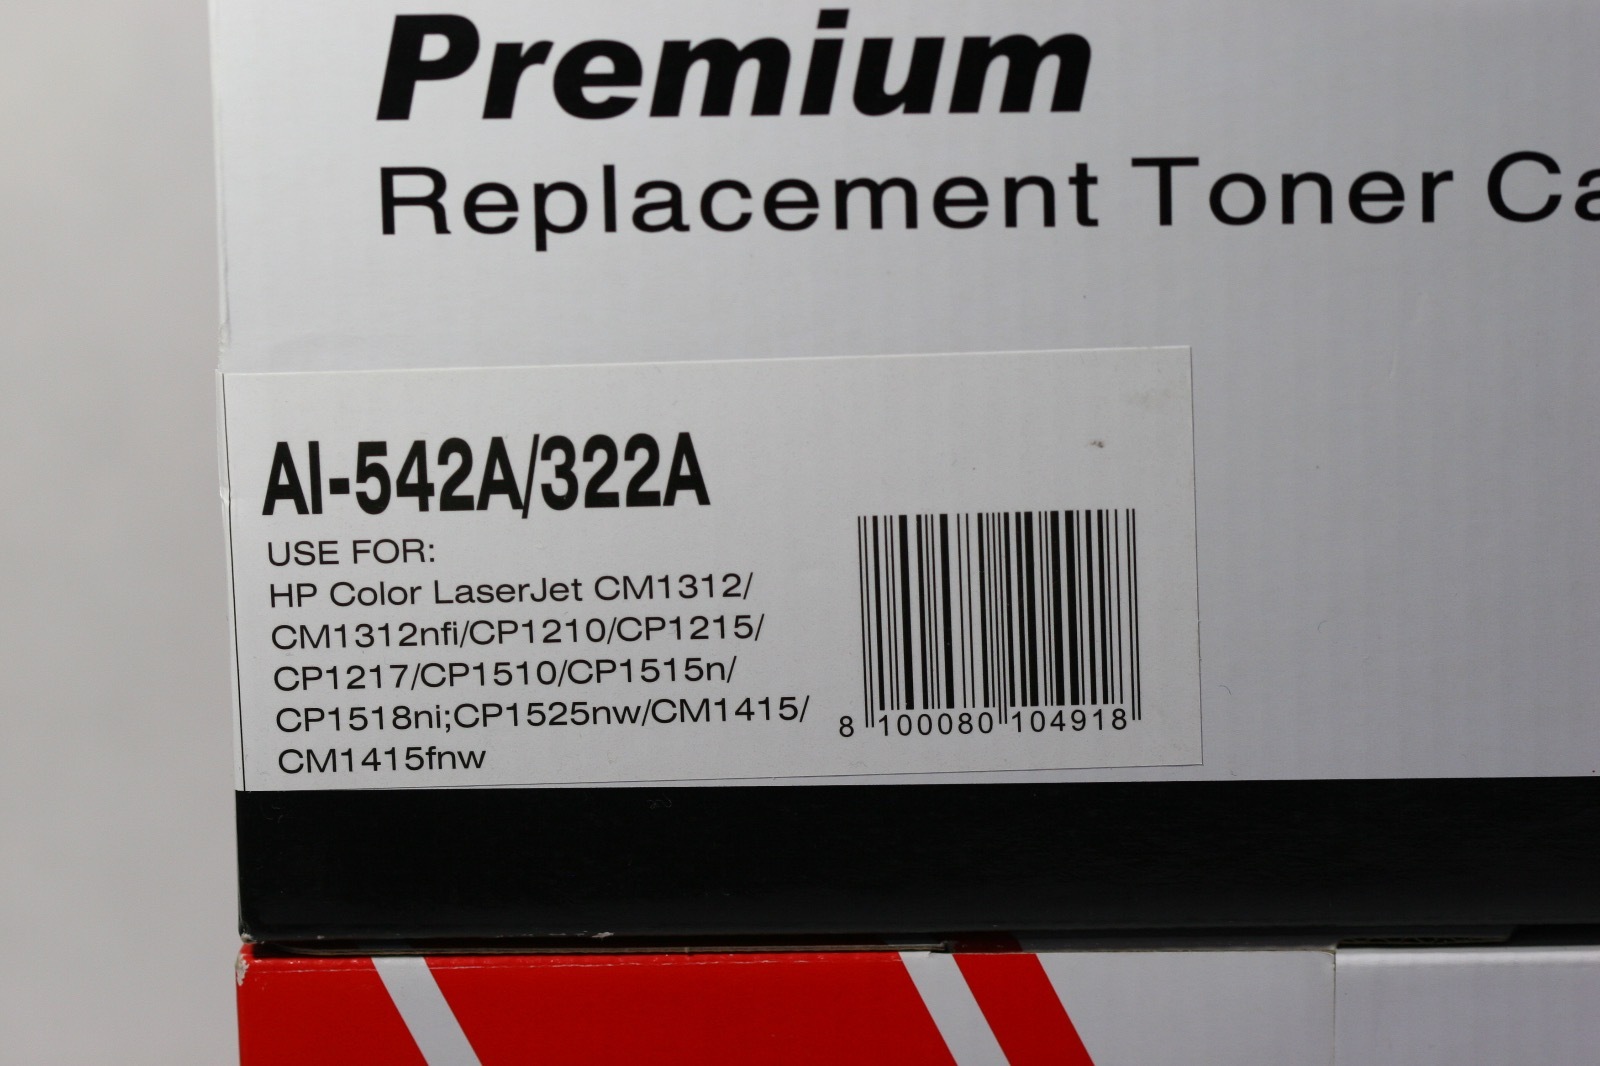 Premium
Replacement Toner Ca
AI-542A/322A
USE FOR:
HP Color LaserJet CM1312/
CM1312nfi/CP1210/CP1215/
CP1217/CP1510/CP1515n/
CP1518ni;CP1525nw/CM1415/
CM1415fnw
8 100080 104918